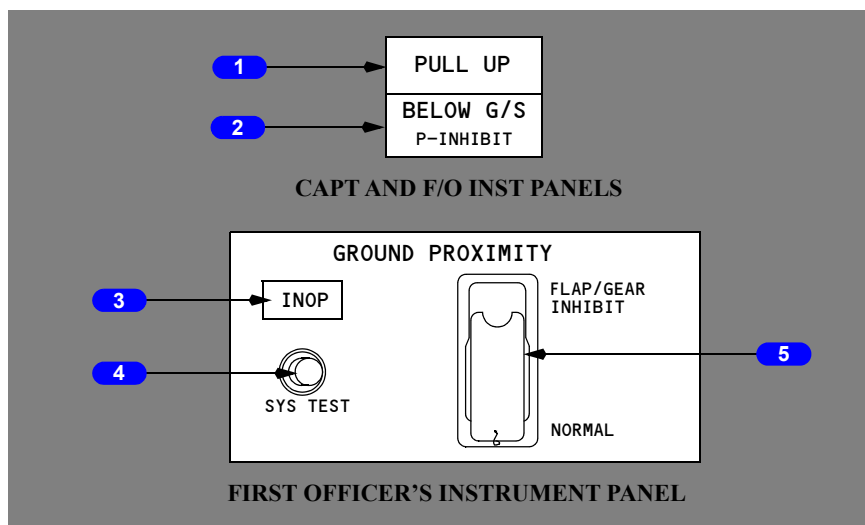 1
PULL UP
2
BELOW G/S
P-INHIBIT
CAPT AND F/O INST PANELS
GROUND PROXIMITY
3
INOP
FLAP/GEAR
INHIBIT
5
4
SYS TEST
NORMAL
FIRST OFFICER’S INSTRUMENT PANEL